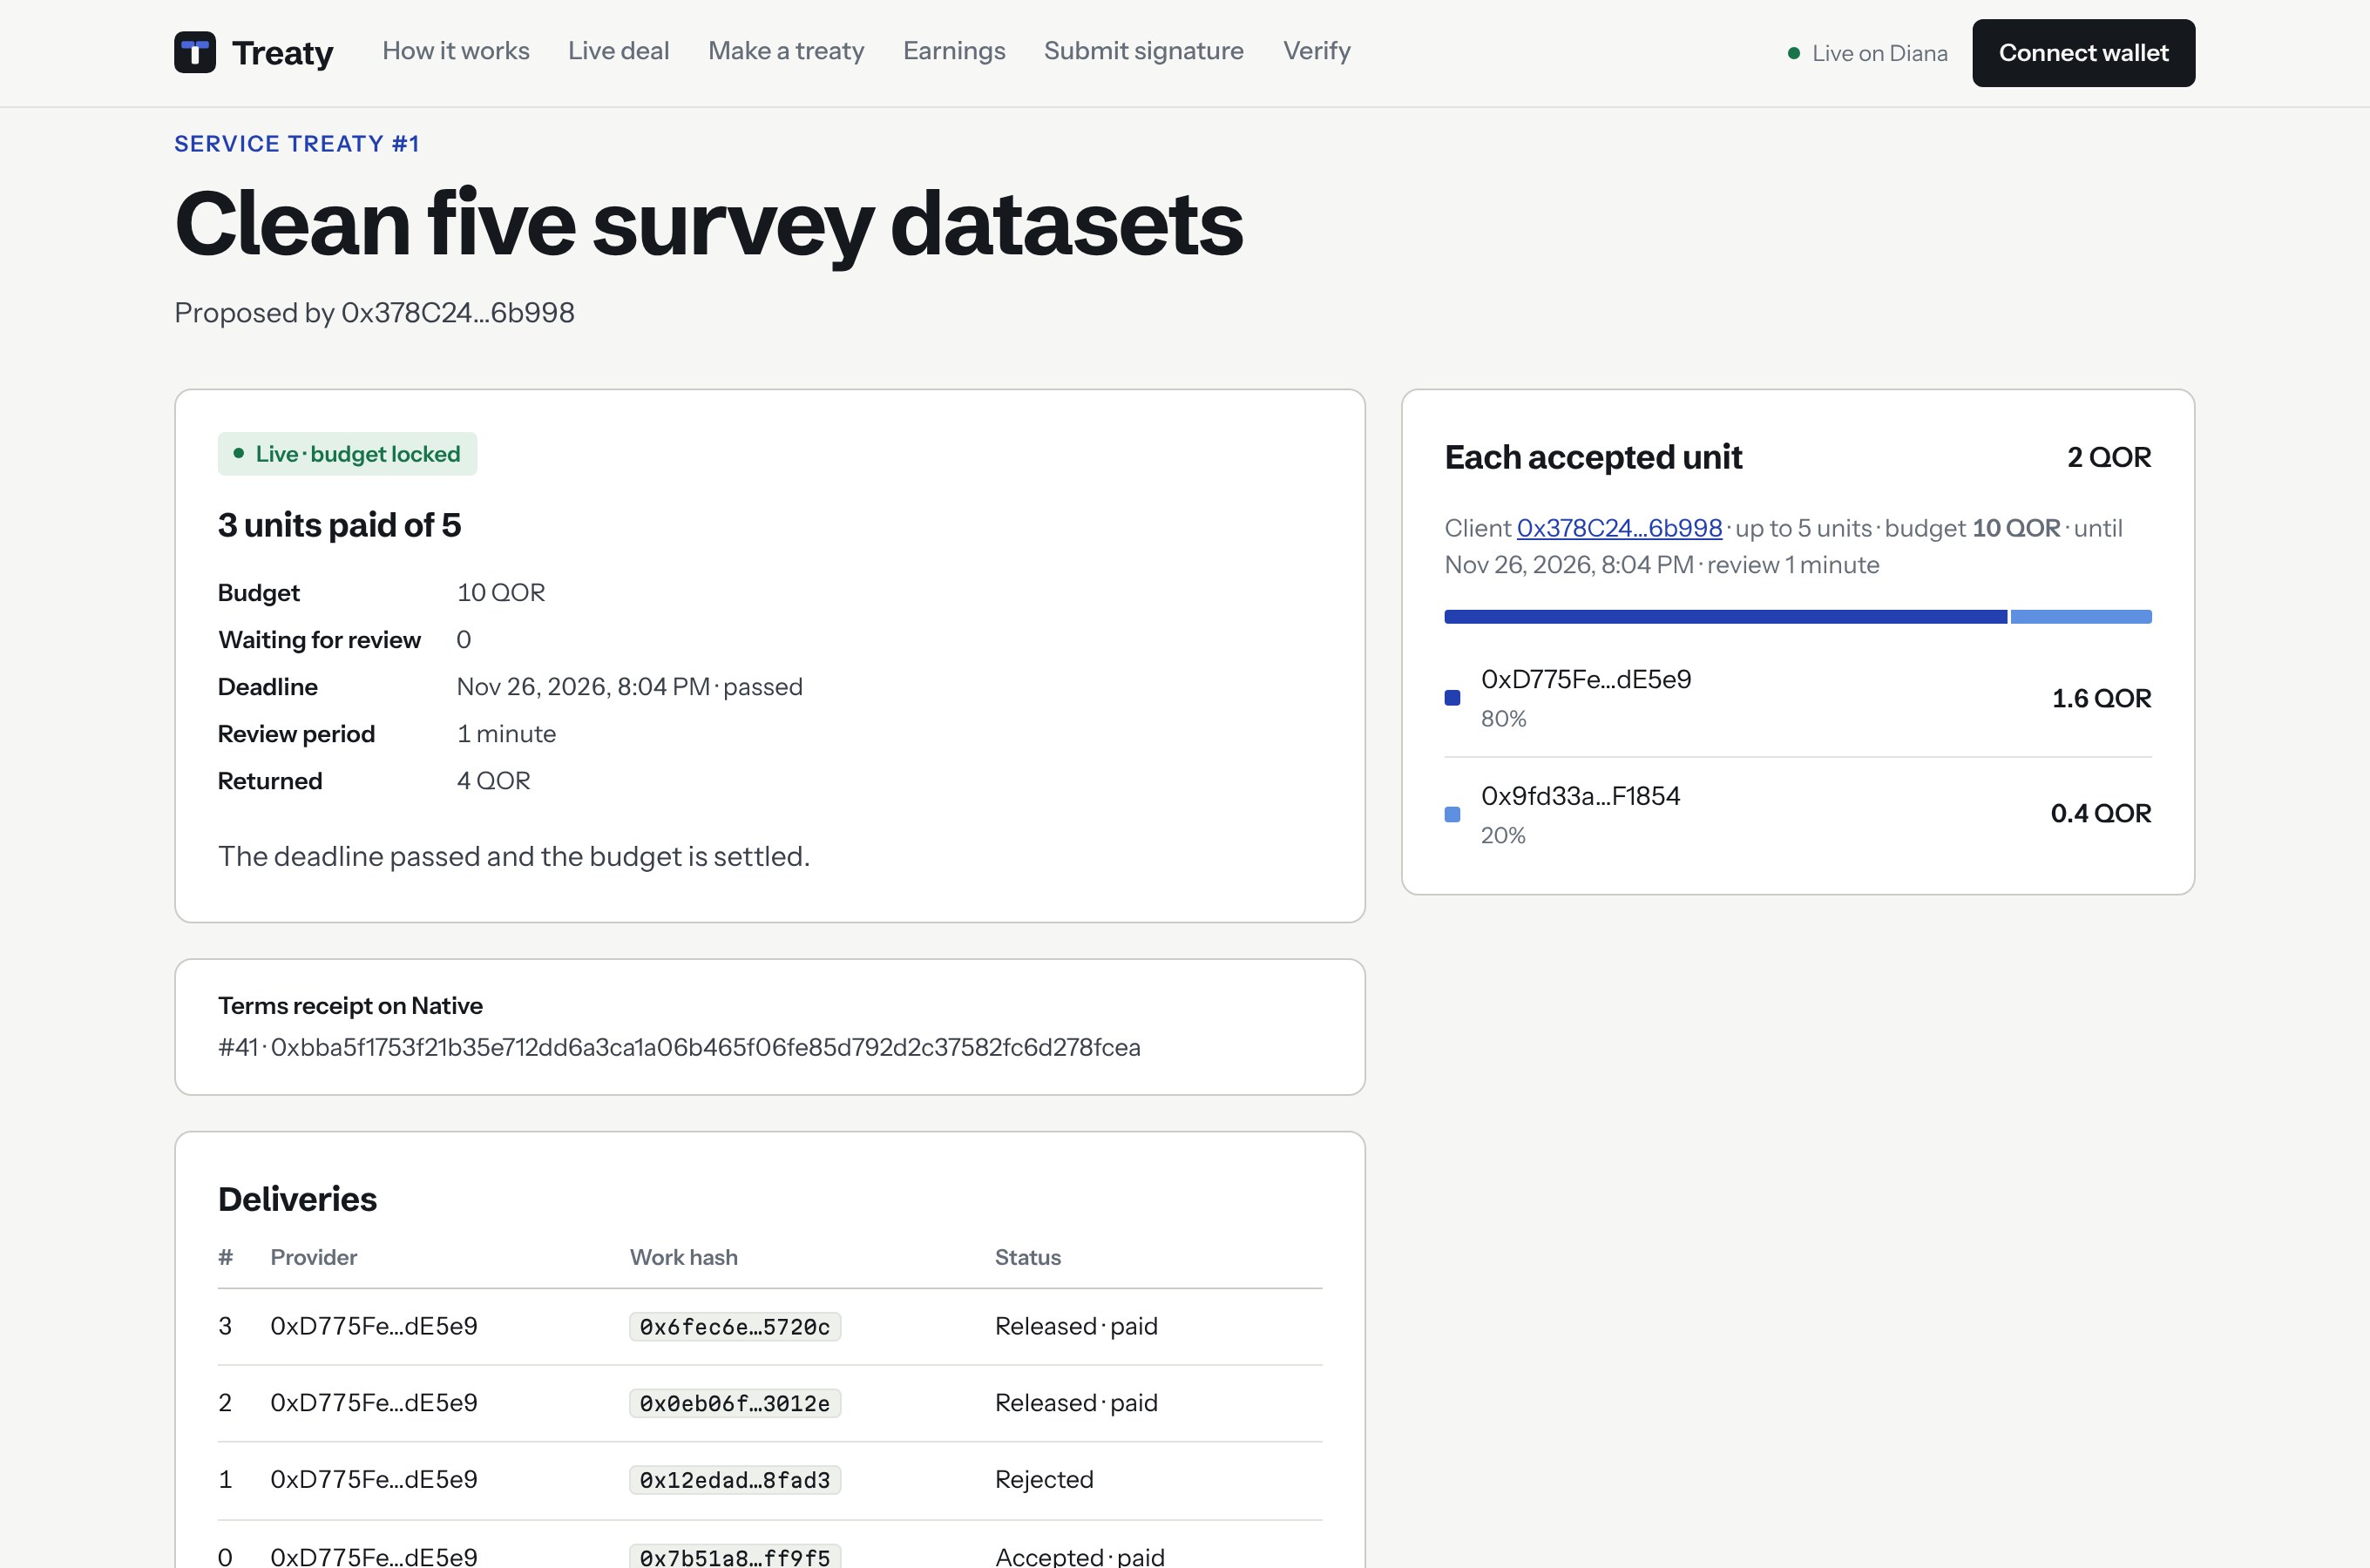 Treaty
How it works
Live deal
Make a treaty
Earnings
Submit signature
Verify
Live on Diana
Connect wallet
SERVICE TREATY #1
Clean five survey datasets
Proposed by 0x378C24…6b998
Live · budget locked
3 units paid of 5
Budget 10 QOR
Waiting for review 0
Deadline Nov 26, 2026, 8:04 PM · passed
Review period 1 minute
Returned 4 QOR
The deadline passed and the budget is settled.
Each accepted unit 2 QOR
Client 0x378C24…6b998 · up to 5 units · budget 10 QOR · until
Nov 26, 2026, 8:04 PM · review 1 minute
0xD775Fe…dE5e9
80%
1.6 QOR
0x9fd33a…F1854
20%
0.4 QOR
Terms receipt on Native
#41 · 0xbba5f1753f21b35e712dd6a3ca1a06b465f06fe85d792d2c37582fc6d278fcea
Deliveries
# Provider Work hash Status
3 0xD775Fe…dE5e9 0x6fec6e…5720c Released · paid
2 0xD775Fe…dE5e9 0x0eb06f…3012e Released · paid
1 0xD775Fe…dE5e9 0x12edad…8fad3 Rejected
0 0xD775Fe…dE5e9 0x7b51a8…ff9f5 Accepted · paid